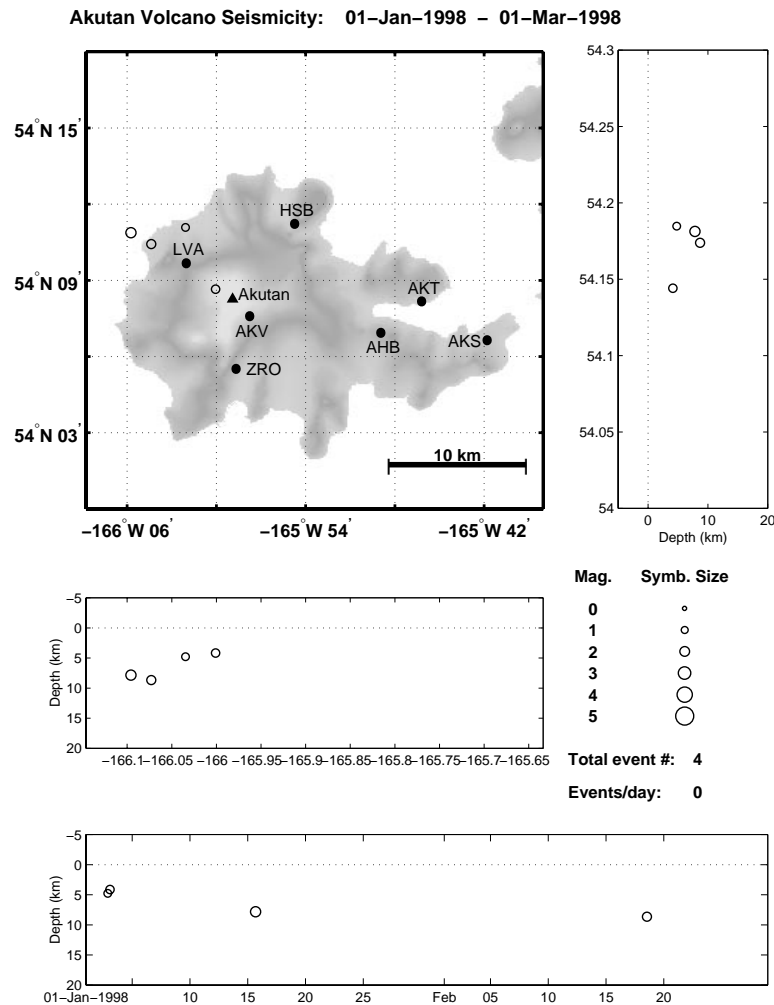 Akutan Volcano Seismicity: 01−Jan−1998 − 01−Mar−1998
54° N 15′
54° N 09′
54° N 03′
HSB
LVA
Akutan
AKT
AKV
AHB
AKS
ZRO
10 km
−166° W 06′
−165° W 54′
−165° W 42′
54.3
54.25
54.2
54.15
54.1
54.05
54
0 10 20
Depth (km)
Mag. Symb. Size
0
1
2
3
4
5
Total event #: 4
Events/day: 0
−5
0
5
10
15
20
Depth (km)
−166.1 −166.05 −166 −165.95 −165.9 −165.85 −165.8 −165.75 −165.7 −165.65
−5
0
5
10
15
20
Depth (km)
01−Jan−1998 10 15 20 25 Feb 05 10 15 20